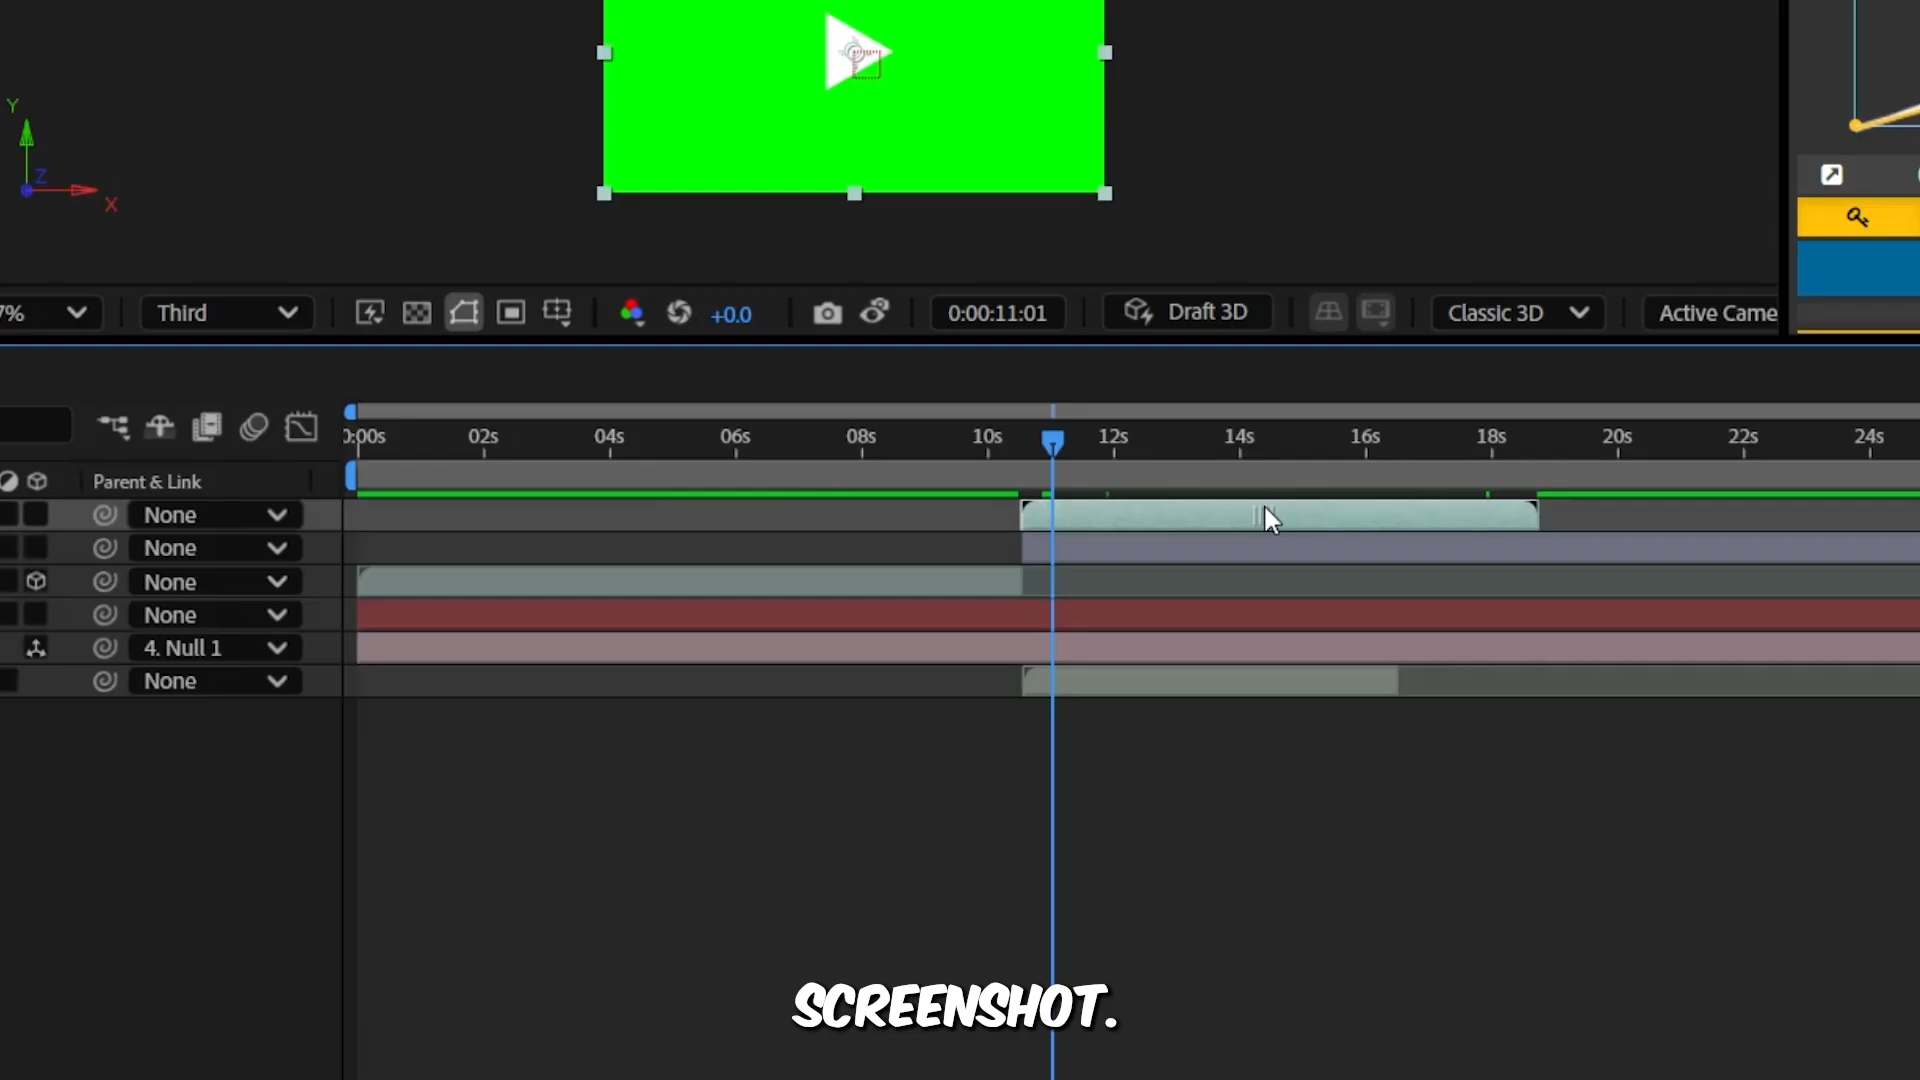 Y
Z
X
7%
Third
+0.0
0:00:11:01
Draft 3D
Classic 3D
Active Came
0:00s 02s 04s 06s 08s 10s 12s 14s 16s 18s 20s 22s 24s
Parent & Link
None
None
None
None
4. Null 1
None
SCREENSHOT.